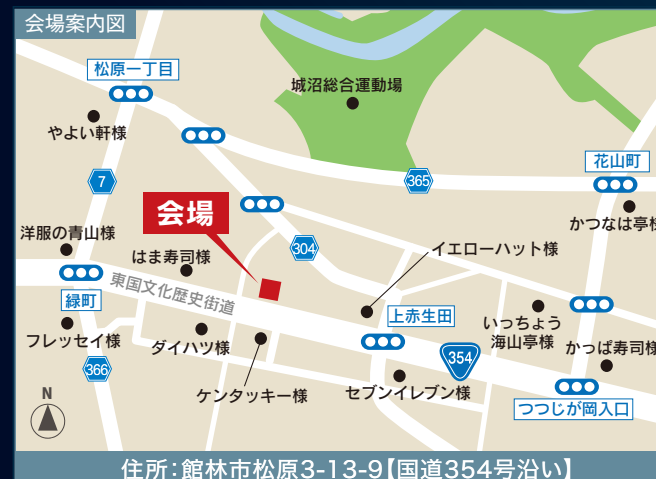 会場案内図
松原一丁目
城沼総合運動場
やよい軒様
花山町
7
365
会場
かつなは亭様
洋服の青山様
はま寿司様
304
イエローハット様
東国文化歴史街道
緑町
上赤生田
いっちょう
海山亭様
フレッセイ様
ダイハツ様
かっぱ寿司様
354
366
ケンタッキー様
セブンイレブン様
つつじが岡入口
N
住所:館林市松原3-13-9【国道354号沿い】